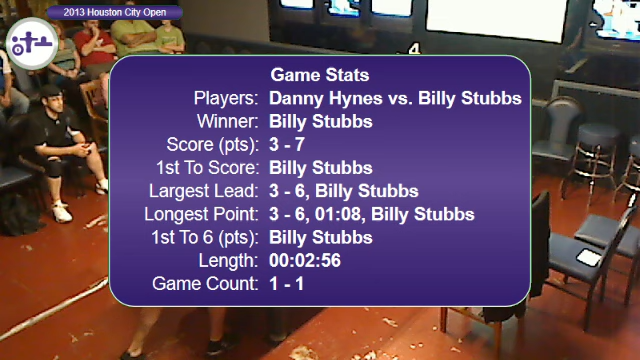 2013 Houston City Open
4
Game Stats
Players: Danny Hynes vs. Billy Stubbs
Winner: Billy Stubbs
Score (pts): 3 - 7
1st To Score: Billy Stubbs
Largest Lead: 3 - 6, Billy Stubbs
Longest Point: 3 - 6, 01:08, Billy Stubbs
1st To 6 (pts): Billy Stubbs
Length: 00:02:56
Game Count: 1 - 1